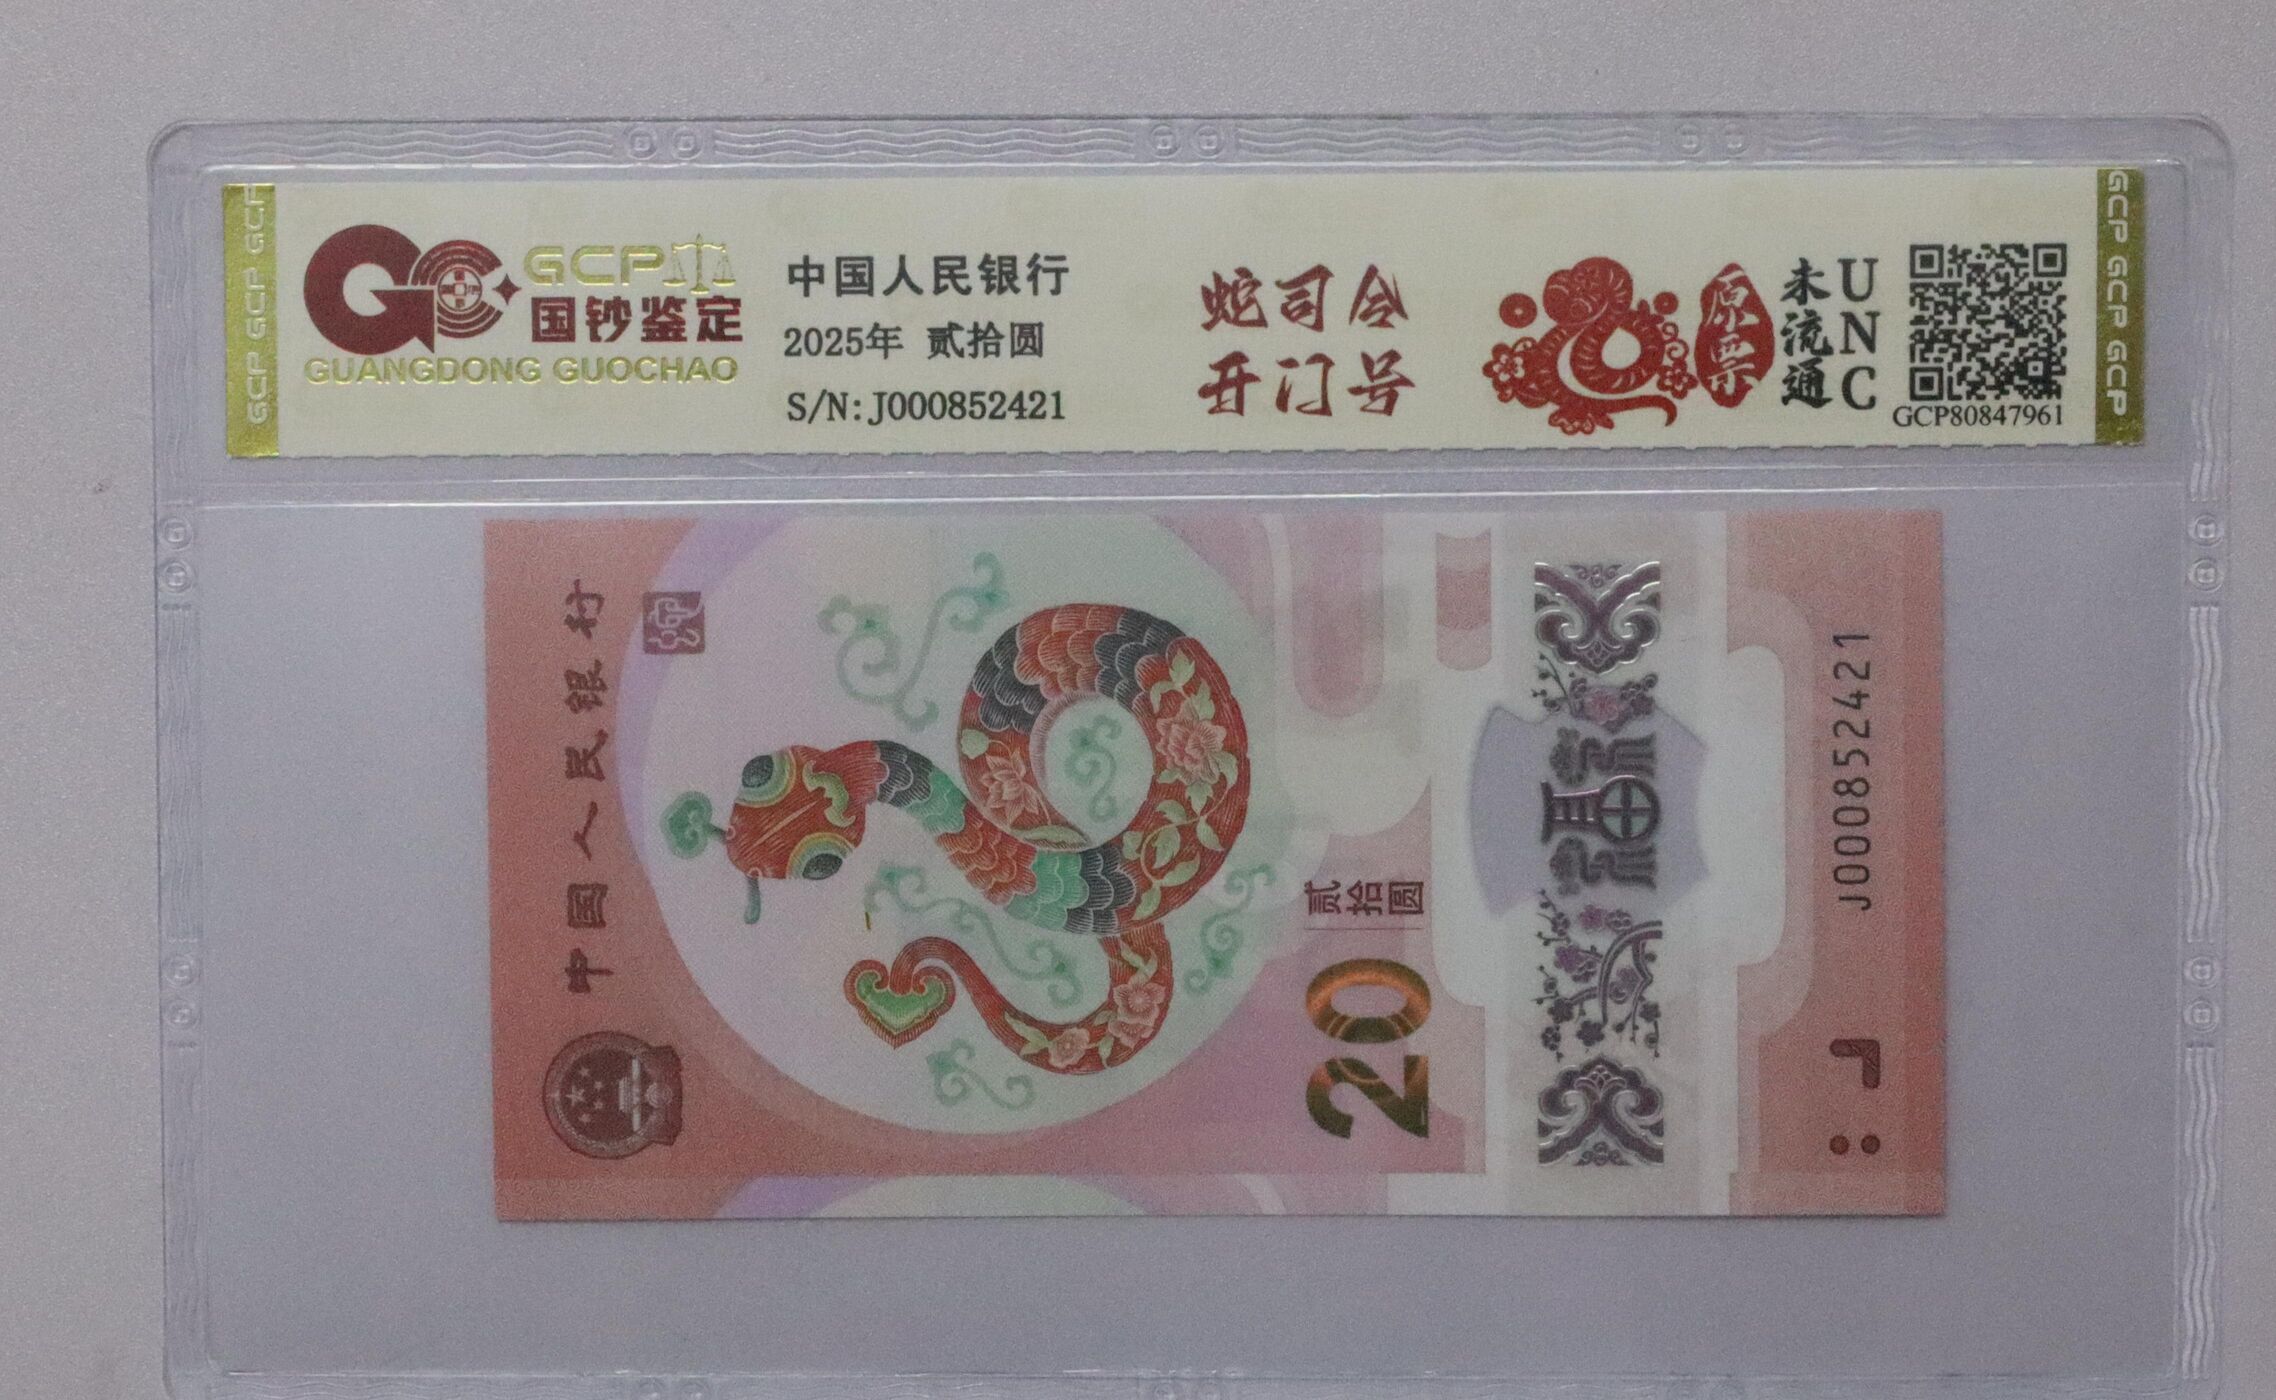 GCP GCP GCP
GCP
国钞鉴定
GUANGDONG GUOCHAO
中国人民银行
2025年 贰拾圆
S/N: J000852421
蛇司令
开门号
原票
未流通
UNC
GCP80847961
GCP GCP GCP
中国人民银行
贰拾圆
20
福
J000852421